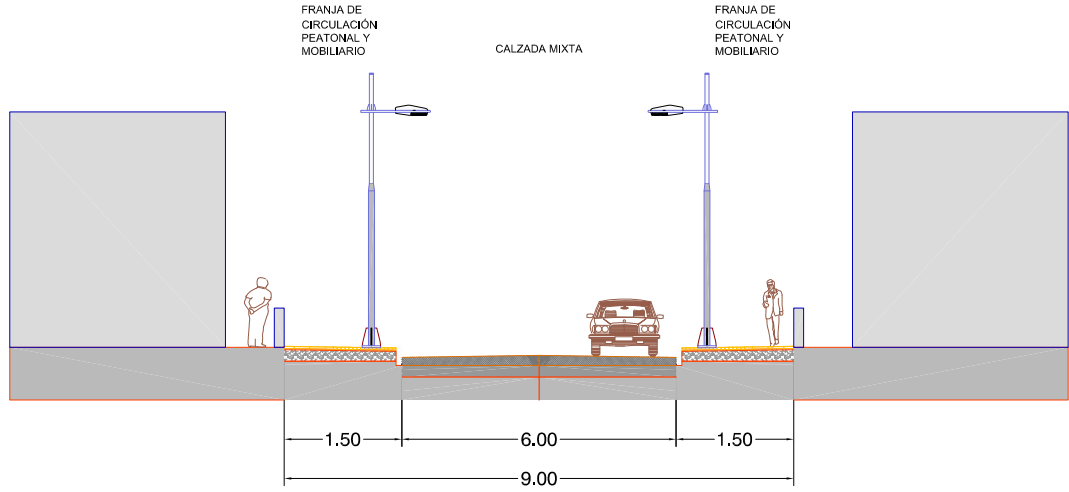 FRANJA DE
CIRCULACIÓN
PEATONAL Y
MOBILIARIO
CALZADA MIXTA
FRANJA DE
CIRCULACIÓN
PEATONAL Y
MOBILIARIO
1.50
6.00
1.50
9.00